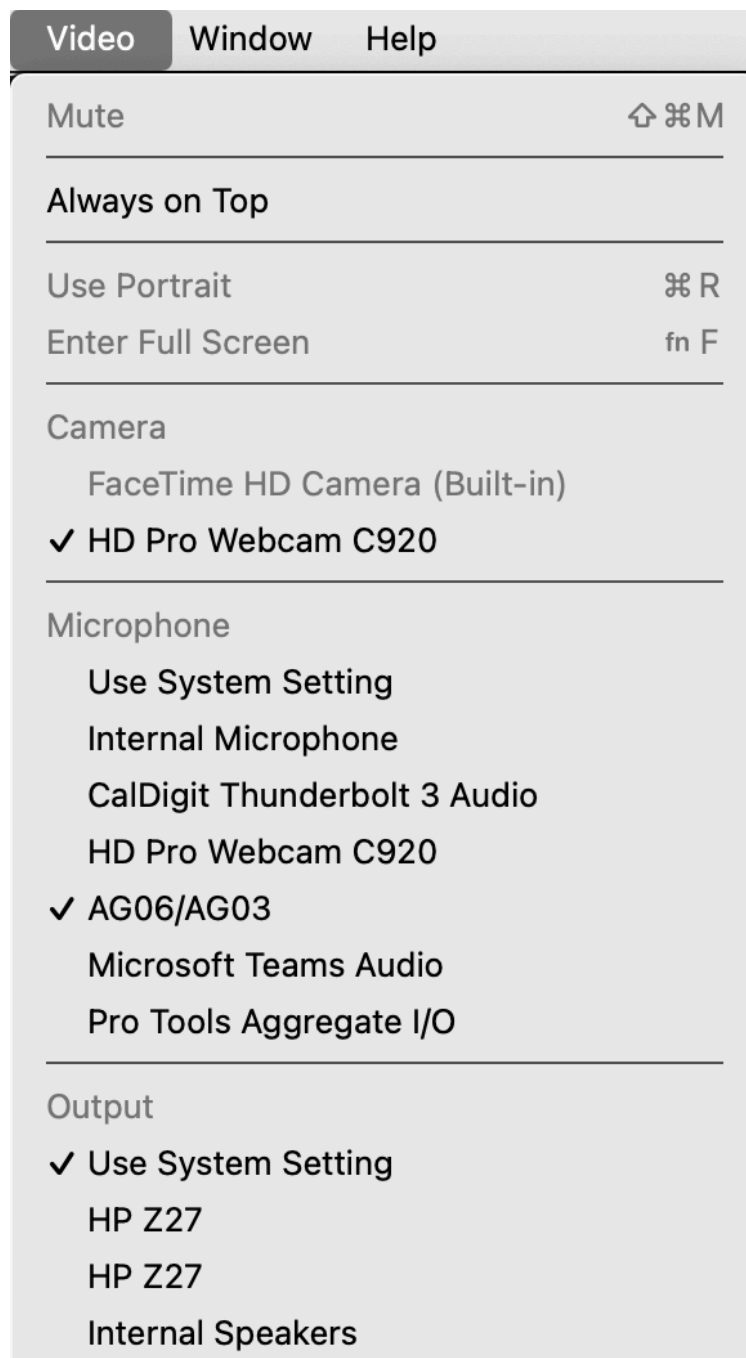 Video Window Help
Mute ⇧⌘M
Always on Top
Use Portrait ⌘R
Enter Full Screen fn F
Camera
FaceTime HD Camera (Built-in)
✓ HD Pro Webcam C920
Microphone
Use System Setting
Internal Microphone
CalDigit Thunderbolt 3 Audio
HD Pro Webcam C920
✓ AG06/AG03
Microsoft Teams Audio
Pro Tools Aggregate I/O
Output
✓ Use System Setting
HP Z27
HP Z27
Internal Speakers